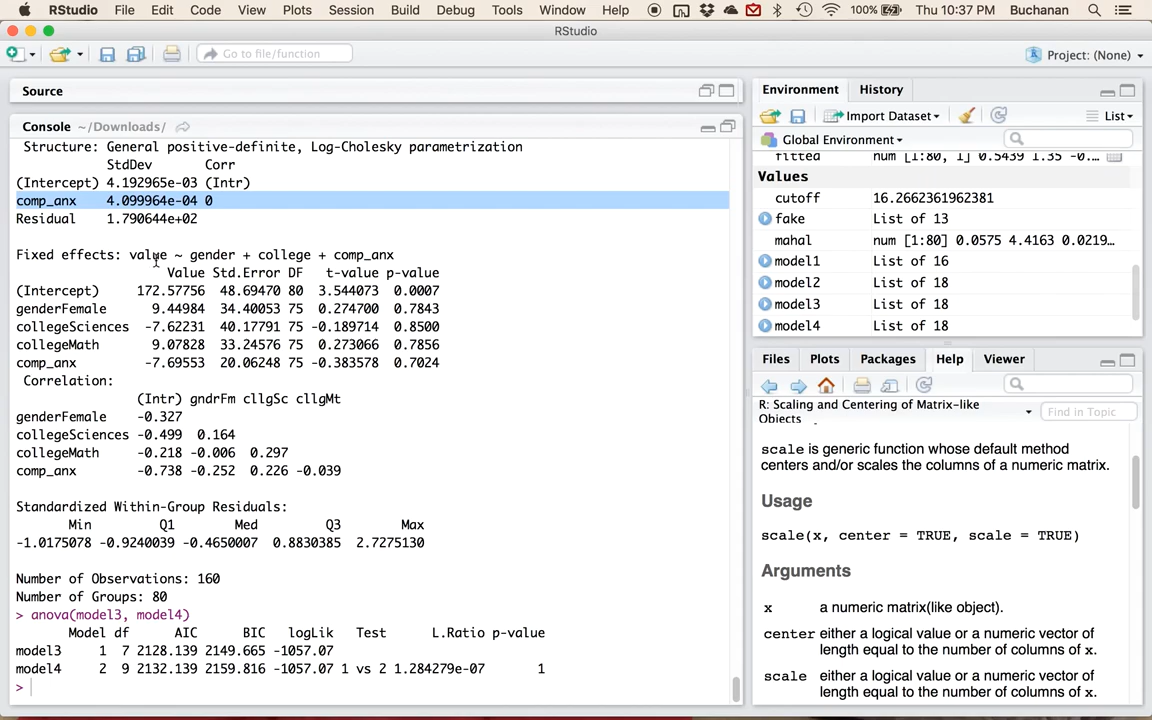 RStudio File Edit Code View Plots Session Build Debug Tools Window Help 100% Thu 10:37 PM Buchanan
RStudio
Go to file/function
Project: (None)
Source
Console ~/Downloads/
Structure: General positive-definite, Log-Cholesky parametrization
StdDev Corr
(Intercept) 4.192965e-03 (Intr)
comp_anx 4.099964e-04 0
Residual 1.790644e+02
Fixed effects: value ~ gender + college + comp_anx
Value Std.Error DF t-value p-value
(Intercept) 172.57756 48.69470 80 3.544073 0.0007
genderFemale 9.44984 34.40053 75 0.274700 0.7843
collegeSciences -7.62231 40.17791 75 -0.189714 0.8500
collegeMath 9.07828 33.24576 75 0.273066 0.7856
comp_anx -7.69553 20.06248 75 -0.383578 0.7024
Correlation:
(Intr) gndrFm cllgSc cllgMt
genderFemale -0.327
collegeSciences -0.499 0.164
collegeMath -0.218 -0.006 0.297
comp_anx -0.738 -0.252 0.226 -0.039
Standardized Within-Group Residuals:
Min Q1 Med Q3 Max
-1.0175078 -0.9240039 -0.4650007 0.8830385 2.7275130
Number of Observations: 160
Number of Groups: 80
> anova(model3, model4)
Model df AIC BIC logLik Test L.Ratio p-value
model3 1 7 2128.139 2149.665 -1057.07
model4 2 9 2132.139 2159.816 -1057.07 1 vs 2 1.284279e-07 1
>
Environment History
Import Dataset List
Global Environment
fitted num [1:80, 1] 0.5439 1.35 -0...
Values
cutoff 16.2662361962381
fake List of 13
mahal num [1:80] 0.0575 4.4163 0.0219...
model1 List of 16
model2 List of 18
model3 List of 18
model4 List of 18
Files Plots Packages Help Viewer
R: Scaling and Centering of Matrix-like
Objects
Find in Topic
scale is generic function whose default method
centers and/or scales the columns of a numeric matrix.
Usage
scale(x, center = TRUE, scale = TRUE)
Arguments
x a numeric matrix(like object).
center either a logical value or a numeric vector of
length equal to the number of columns of x.
scale either a logical value or a numeric vector of
length equal to the number of columns of x.